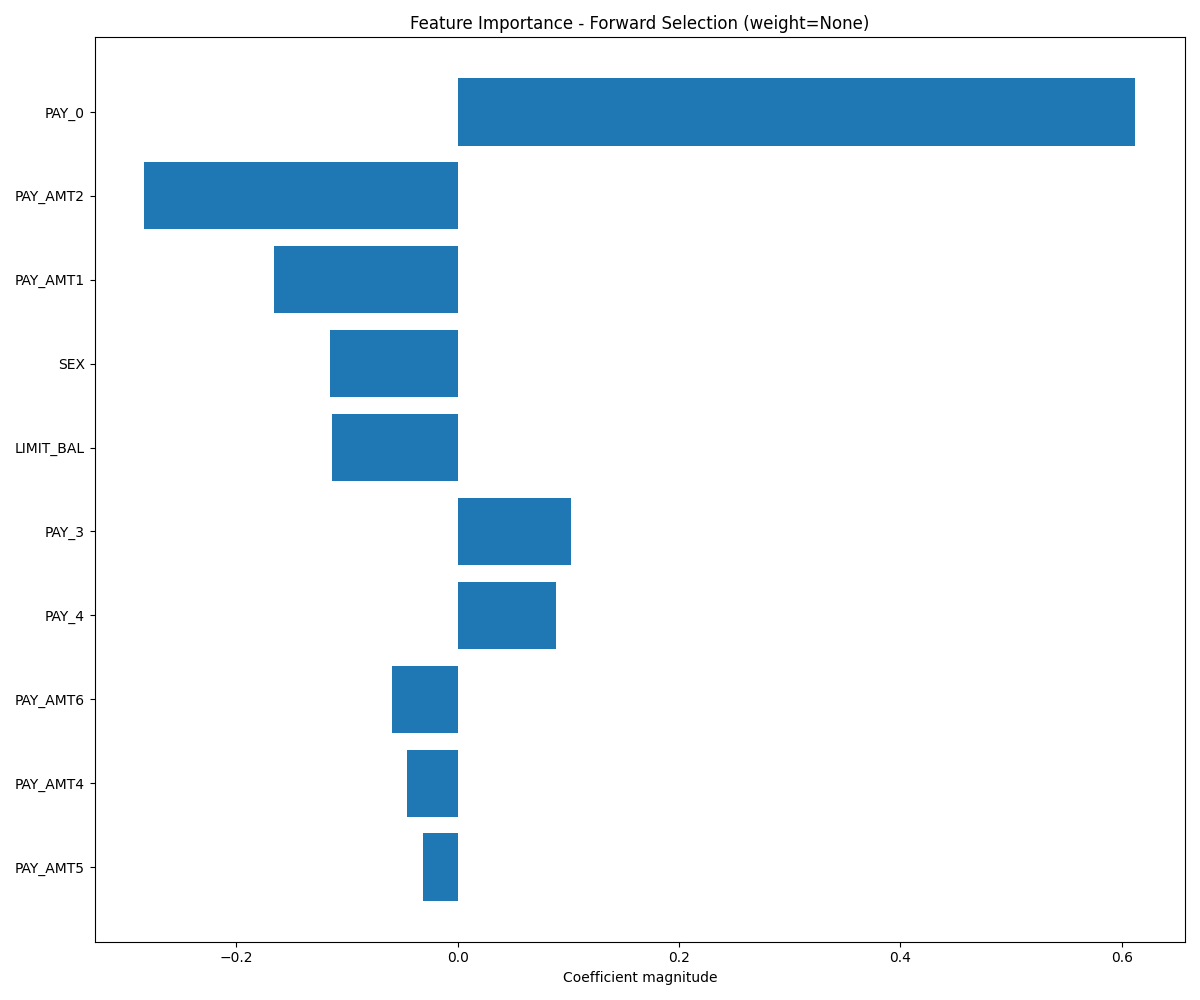 Feature Importance - Forward Selection (weight=None)
PAY_0
PAY_AMT2
PAY_AMT1
SEX
LIMIT_BAL
PAY_3
PAY_4
PAY_AMT6
PAY_AMT4
PAY_AMT5
−0.2 0.0 0.2 0.4 0.6
Coefficient magnitude